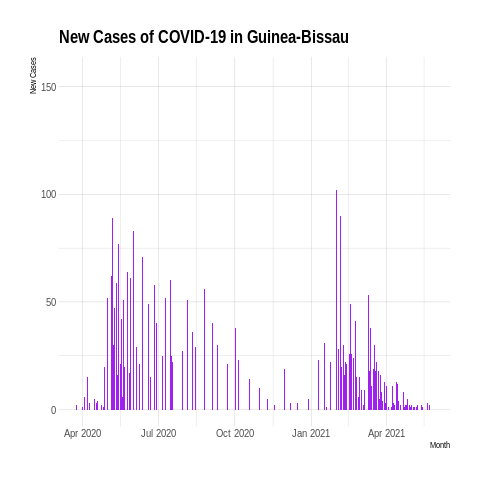 New Cases of COVID-19 in Guinea-Bissau
New Cases
150
100
50
0
Apr 2020 Jul 2020 Oct 2020 Jan 2021 Apr 2021
Month